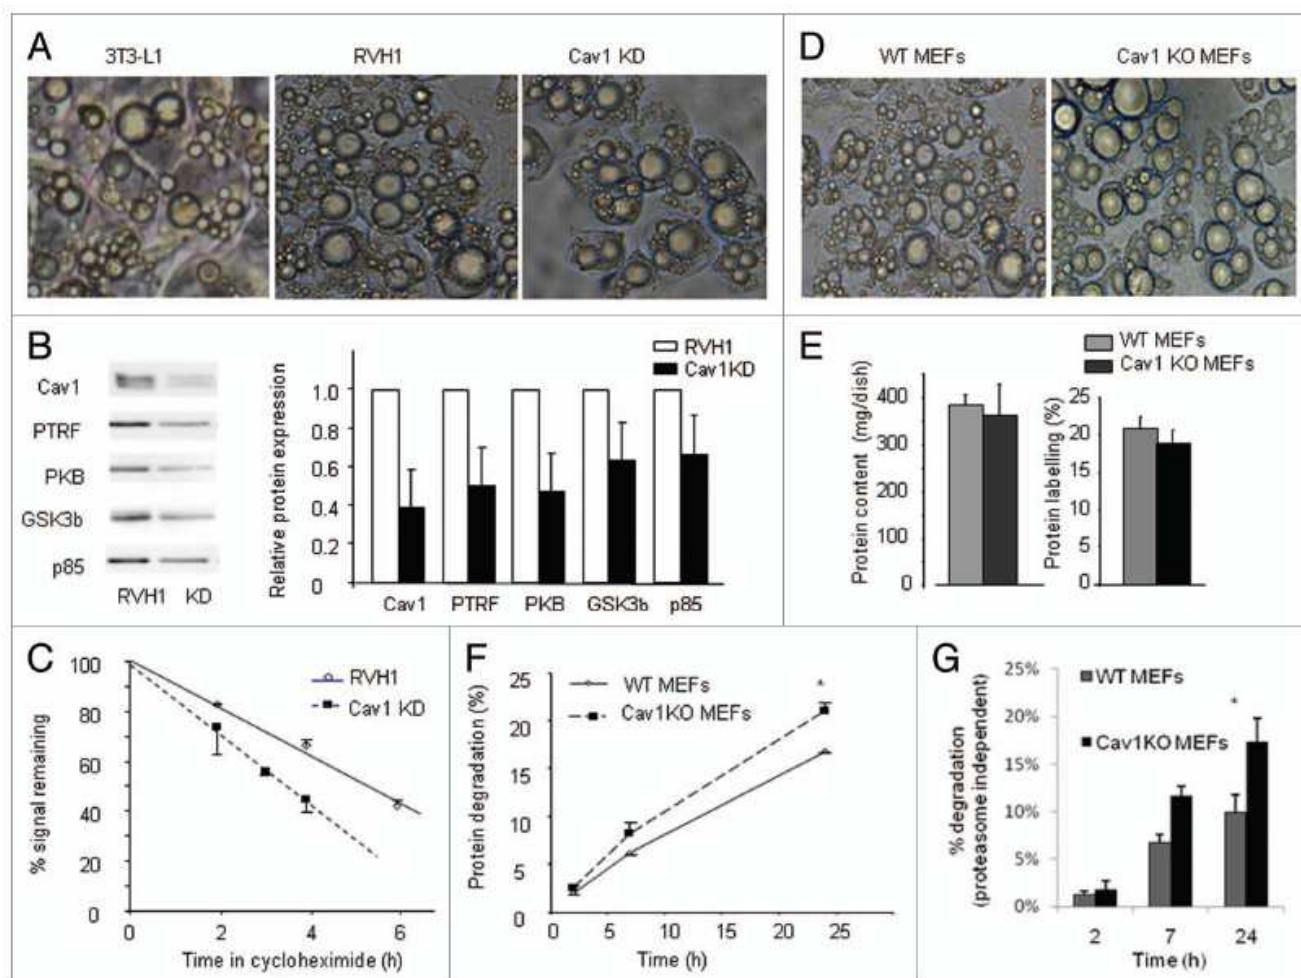 A
3T3-L1
RVH1
Cav1 KD
D
WT MEFs
Cav1 KO MEFs
B
Cav1
PTRF
PKB
GSK3b
p85
RVH1
KD
Relative protein expression
1.0
0.8
0.6
0.4
0.2
0
RVH1
Cav1KD
Cav1
PTRF
PKB
GSK3b
p85
E
WT MEFs
Cav1 KO MEFs
Protein content (mg/dish)
400
300
200
100
0
Protein labelling (%)
25
20
15
10
5
0
C
% signal remaining
100
80
60
40
20
0
RVH1
Cav1 KD
0
2
4
6
Time in cycloheximide (h)
F
Protein degradation (%)
25
20
15
10
5
0
WT MEFs
Cav1KO MEFs
*
0
5
10
15
20
25
30
Time (h)
G
% degradation
(proteasome independent)
25%
20%
15%
10%
5%
0%
WT MEFs
Cav1KO MEFs
*
2
7
24
Time (h)